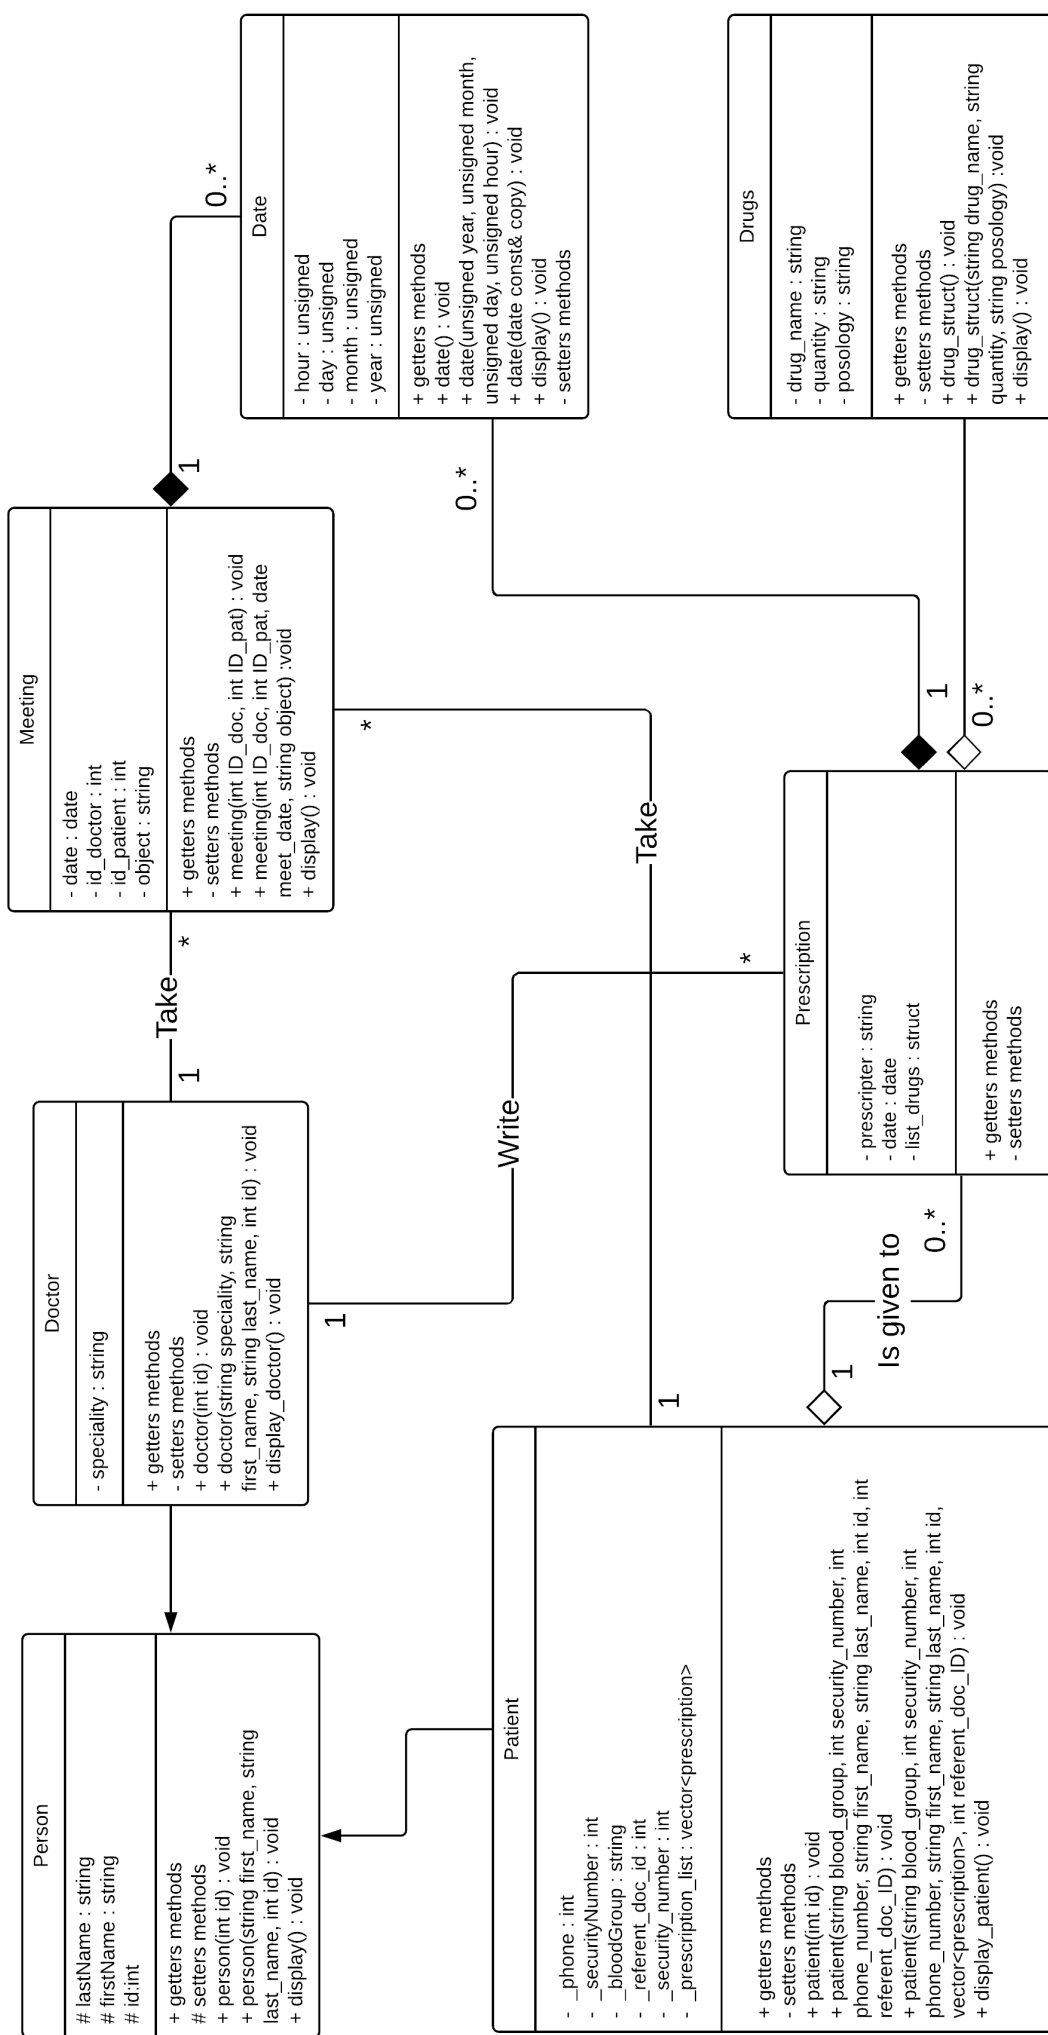 Person
# lastName : string
# firstName : string
# id:int
+ getters methods
# setters methods
+ person(int id) : void
+ person(string first_name, string
last_name, int id) : void
+ display() : void
Doctor
- speciality : string
+ getters methods
- setters methods
+ doctor(int id) : void
+ doctor(string speciality, string
first_name, string last_name, int id) : void
+ display_doctor() : void
1
Take
*
1
Write
*
Meeting
- date : date
- id_doctor : int
- id_patient : int
- object : string
+ getters methods
- setters methods
+ meeting(int ID_doc, int ID_pat) : void
+ meeting(int ID_doc, int ID_pat, date
meet_date, string object) :void
+ display() : void
1
0..*
*
Take
1
Date
- hour : unsigned
- day : unsigned
- month : unsigned
- year : unsigned
+ getters methods
+ date() : void
+ date(unsigned year, unsigned month,
unsigned day, unsigned hour) : void
+ date(date const& copy) : void
+ display() : void
- setters methods
0..*
1
Patient
- _phone : int
- _securityNumber : int
- _bloodGroup : string
- _referent_doc_id : int
- _security_number : int
- _prescription_list : vector<prescription>
+ getters methods
- setters methods
+ patient(int id) : void
+ patient(string blood_group, int security_number, int
phone_number, string first_name, string last_name, int id, int
referent_doc_ID) : void
+ patient(string blood_group, int security_number, int
phone_number, string first_name, string last_name, int id,
vector<prescription>, int referent_doc_ID) : void
+ display_patient() : void
1
Is given to
0..*
Prescription
- prescripter : string
- date : date
- list_drugs : struct
+ getters methods
- setters methods
0..*
Drugs
- drug_name : string
- quantity : string
- posology : string
+ getters methods
- setters methods
+ drug_struct() : void
+ drug_struct(string drug_name, string
quantity, string posology) :void
+ display() : void